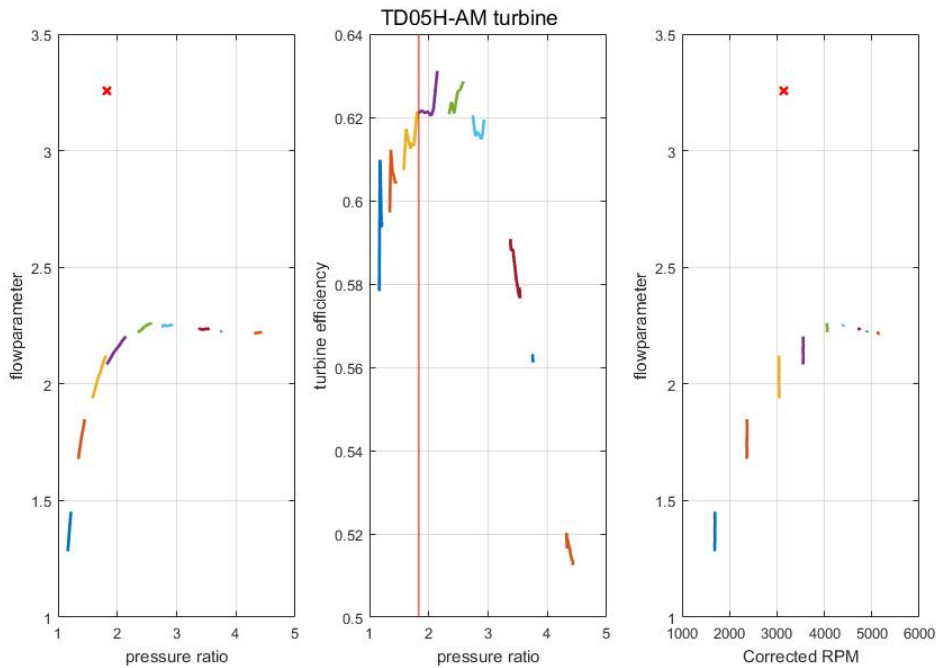 TD05H-AM turbine
3.5
3
2.5
2
1.5
1
flowparameter
1 2 3 4 5
pressure ratio
0.64
0.62
0.6
0.58
0.56
0.54
0.52
0.5
turbine efficiency
1 2 3 4 5
pressure ratio
3.5
3
2.5
2
1.5
1
flowparameter
1000 2000 3000 4000 5000 6000
Corrected RPM